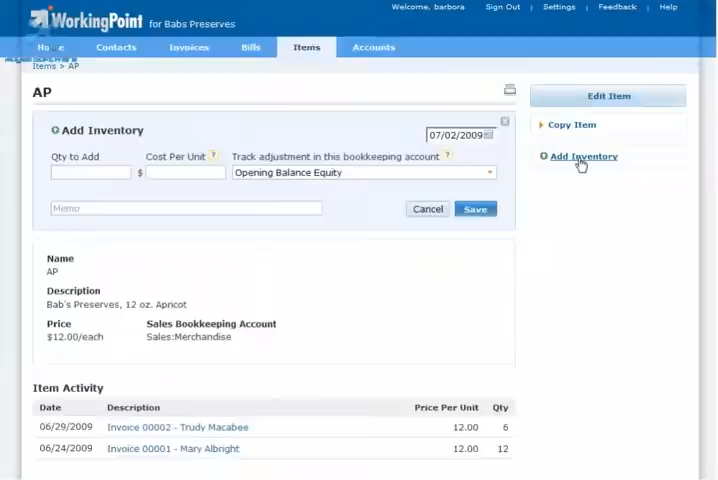 Welcome, barbora Sign Out Settings Feedback Help
WorkingPoint for Babs Preserves
Contacts Invoices Bills Items Accounts
Items > AP
AP
Edit Item
Copy Item
Add Inventory
Add Inventory
07/02/2009
Qty to Add Cost Per Unit ? Track adjustment in this bookkeeping account ?
$ Opening Balance Equity
Memo
Cancel Save
Name
AP
Description
Bab's Preserves, 12 oz. Apricot
Price Sales Bookkeeping Account
$12.00/each Sales:Merchandise
Item Activity
Date Description Price Per Unit Qty
06/29/2009 Invoice 00002 - Trudy Macabee 12.00 6
06/24/2009 Invoice 00001 - Mary Albright 12.00 12